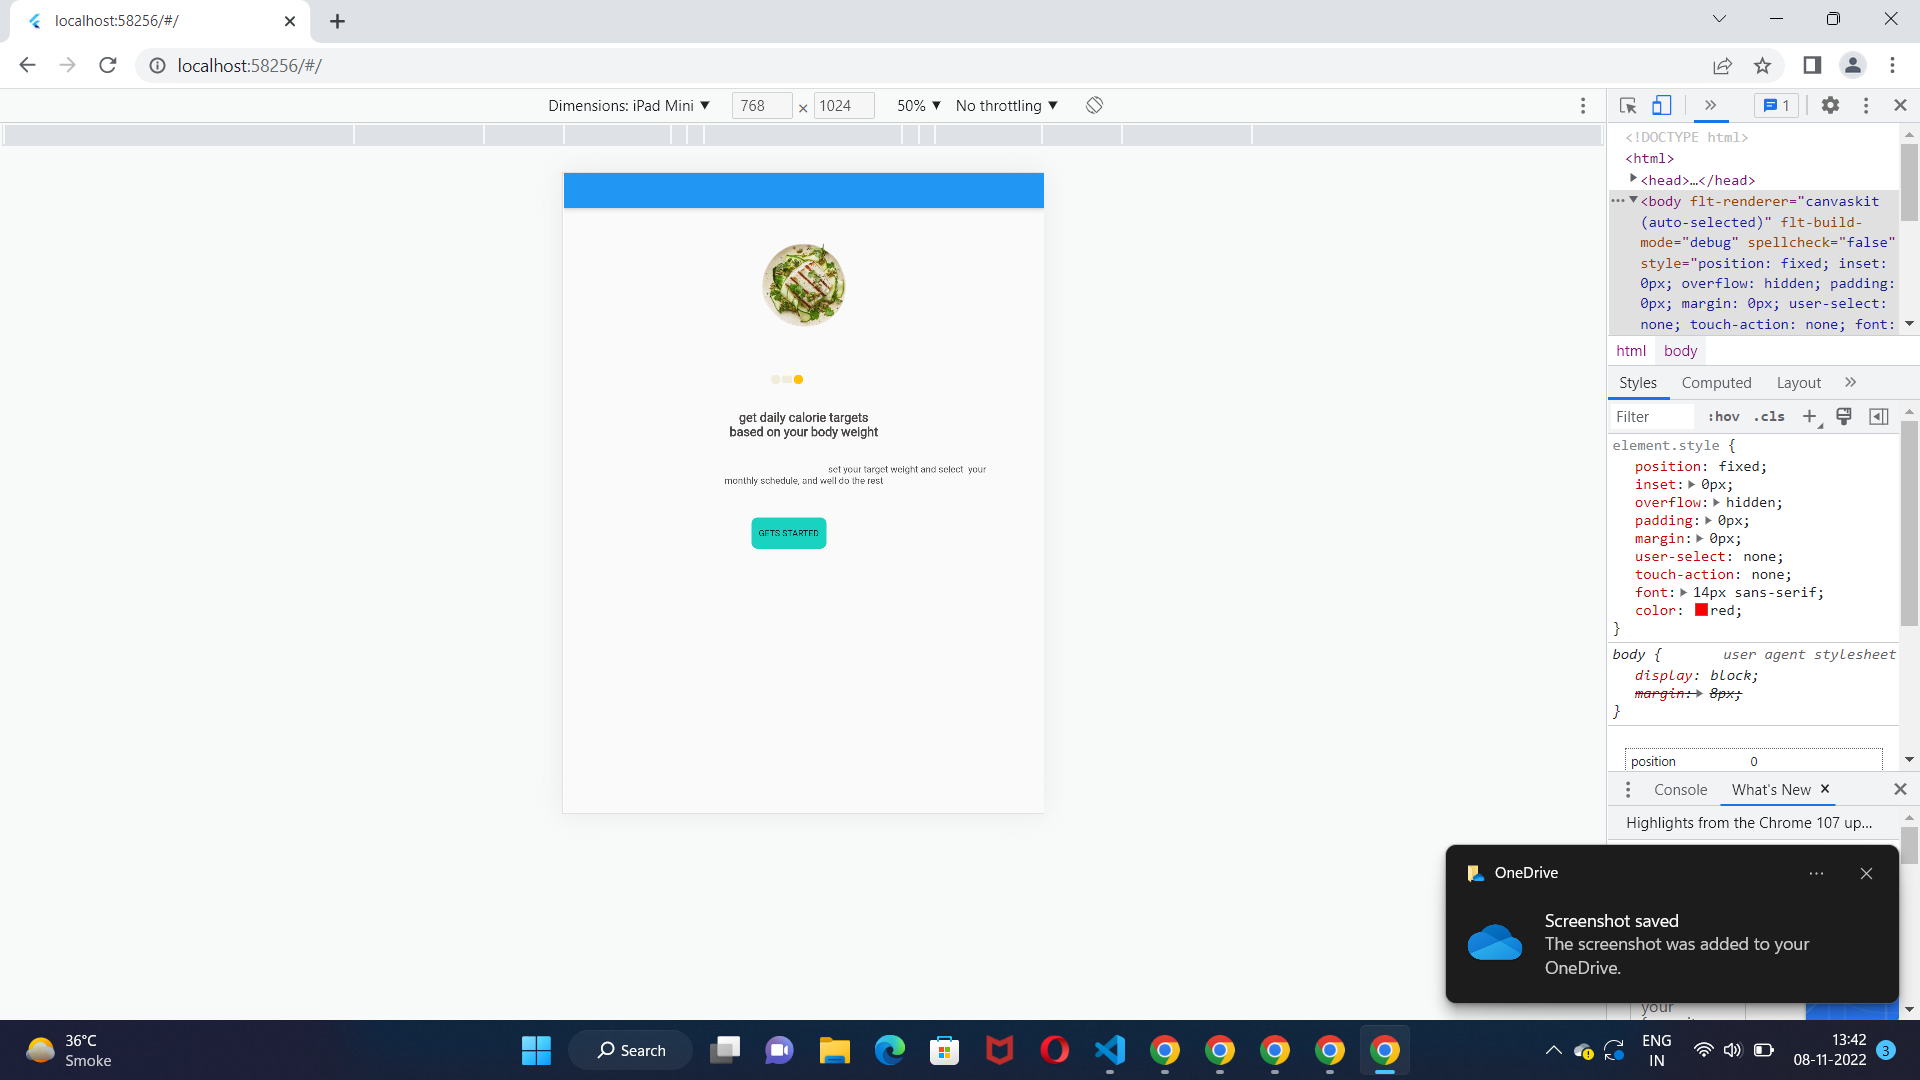 localhost:58256/#/
localhost:58256/#/
Dimensions: iPad Mini ▼ 768 × 1024 50% ▼ No throttling ▼
1
<!DOCTYPE html>
<html>
<head>…</head>
<body flt-renderer="canvaskit
(auto-selected)" flt-build-
mode="debug" spellcheck="false"
style="position: fixed; inset:
0px; overflow: hidden; padding:
0px; margin: 0px; user-select:
none; touch-action: none; font:
html body
Styles Computed Layout
Filter :hov .cls
element.style {
position: fixed;
inset: 0px;
overflow: hidden;
padding: 0px;
margin: 0px;
user-select: none;
touch-action: none;
font: 14px sans-serif;
color: red;
}
body { user agent stylesheet
display: block;
margin: 8px;
}
position 0
Console What's New
Highlights from the Chrome 107 up...
your
get daily calorie targets
based on your body weight
set your target weight and select your
monthly schedule, and well do the rest
GETS STARTED
OneDrive
Screenshot saved
The screenshot was added to your
OneDrive.
36°C
Smoke
Search
ENG
IN
13:42
08-11-2022
3